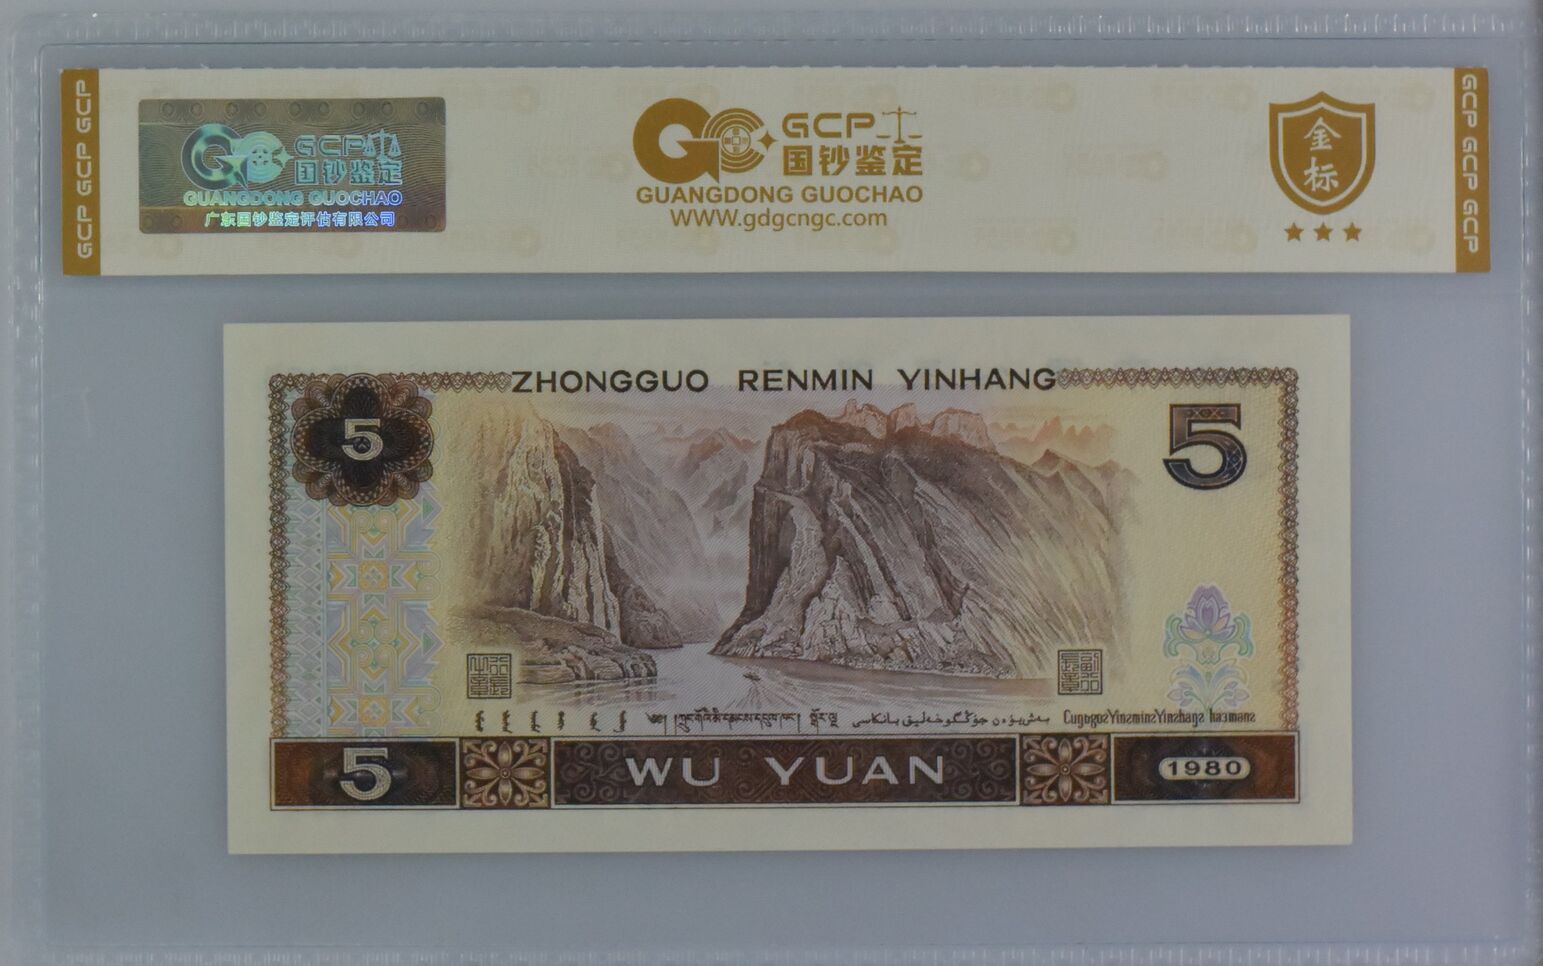 GCP GCP GCP
GCP 国钞鉴定
GUANGDONG GUOCHAO
广东国钞鉴定评估有限公司
GCP
国钞鉴定
GUANGDONG GUOCHAO
WWW.gdgcngc.com
金标
GCP GCP GCP
ZHONGGUO RENMIN YINHANG
5
5
5
WU YUAN
1980